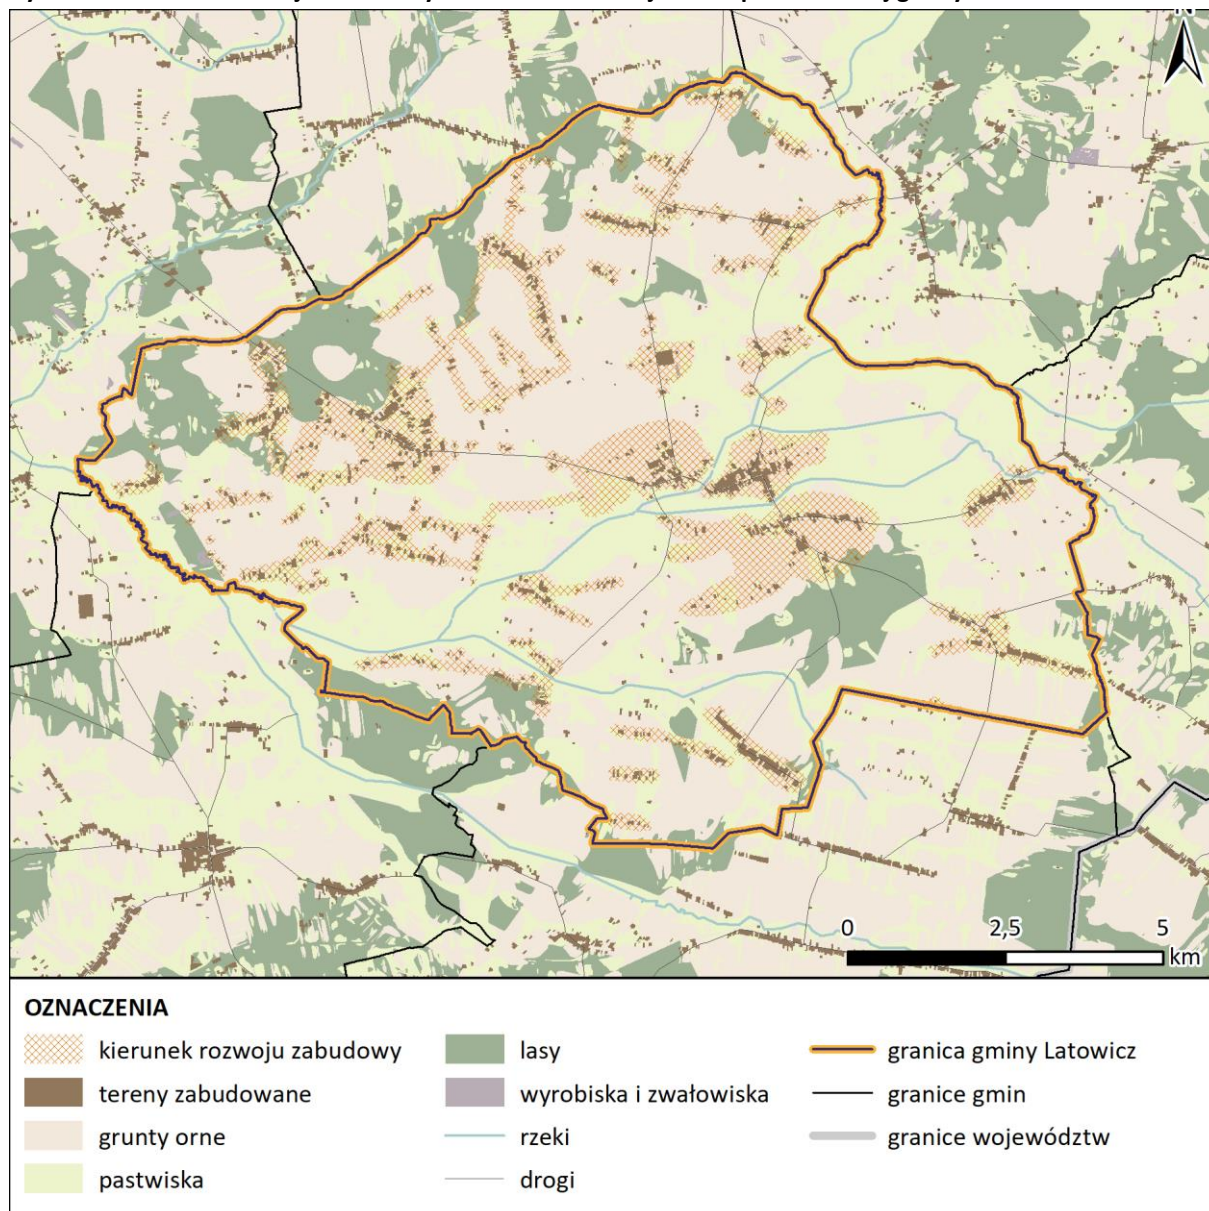 N
0 2,5 5
km
OZNACZENIA
kierunek rozwoju zabudowy
tereny zabudowane
grunty orne
pastwiska
lasy
wyrobiska i zwałowiska
rzeki
drogi
granica gminy Latowicz
granice gmin
granice województw